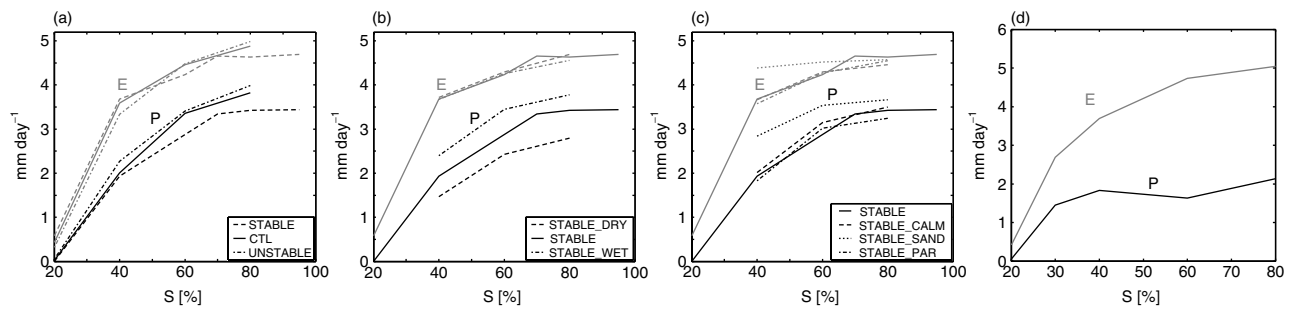 (a)
mm day−1
5
4
3
2
1
0
E
P
STABLE
CTL
UNSTABLE
20 40 60 80 100
S [%]
(b)
mm day−1
5
4
3
2
1
0
E
P
STABLE_DRY
STABLE
STABLE_WET
20 40 60 80 100
S [%]
(c)
mm day−1
5
4
3
2
1
0
E
P
STABLE
STABLE_CALM
STABLE_SAND
STABLE_PAR
20 40 60 80 100
S [%]
(d)
mm day−1
6
5
4
3
2
1
0
E
P
20 30 40 50 60 70 80
S [%]